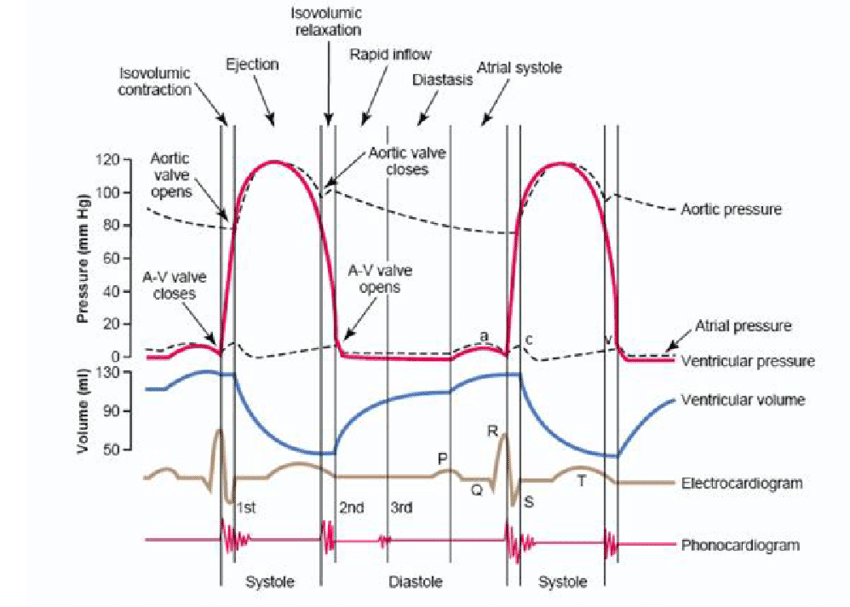 Isovolumic
relaxation
Ejection
Rapid inflow
Isovolumic
contraction
Diastasis
Atrial systole
120
100
80
60
40
20
0
Pressure (mm Hg)
Aortic
valve
opens
Aortic valve
closes
Aortic pressure
A-V valve
closes
A-V valve
opens
a
c
v
Atrial pressure
Ventricular pressure
130
90
50
Volume (ml)
Ventricular volume
R
P
Q
S
T
Electrocardiogram
1st
2nd
3rd
Phonocardiogram
Systole
Diastole
Systole